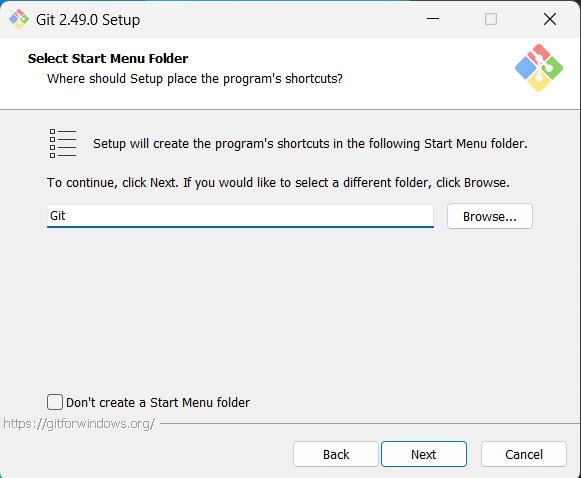 Git 2.49.0 Setup
Select Start Menu Folder
Where should Setup place the program's shortcuts?
Setup will create the program's shortcuts in the following Start Menu folder.
To continue, click Next. If you would like to select a different folder, click Browse.
Git
Browse...
Don't create a Start Menu folder
https://gitforwindows.org/
Back
Next
Cancel